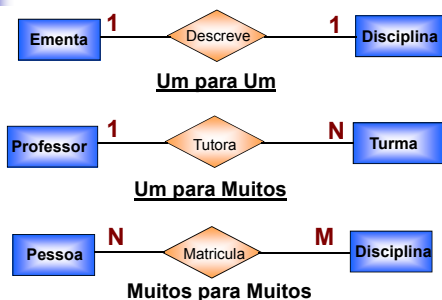 1 1
Ementa Descreve Disciplina
Um para Um
1 N
Professor Tutora Turma
Um para Muitos
N M
Pessoa Matricula Disciplina
Muitos para Muitos